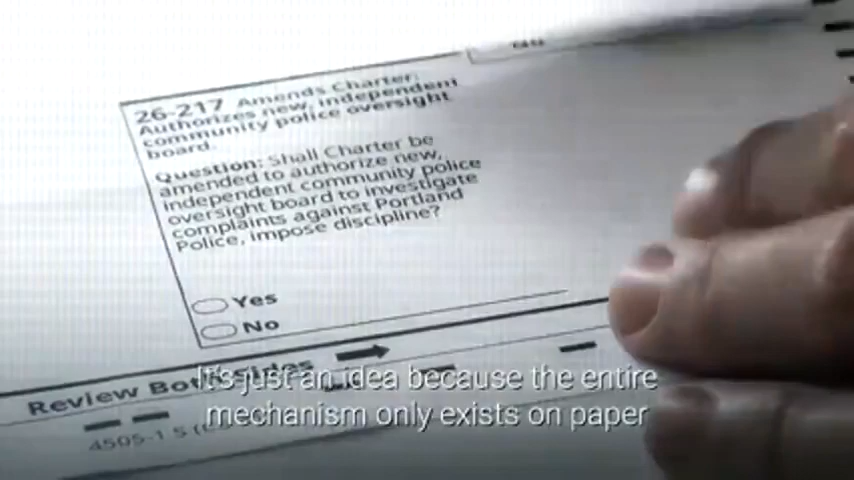 26-217 Amends Charter:
Authorizes new, independent
community police oversight
board.
Question: Shall Charter be
amended to authorize new,
independent community police
oversight board to investigate
complaints against Portland
Police, impose discipline?
Yes
No
Review Both Sides
4505-1 S
It's just an idea because the entire
mechanism only exists on paper